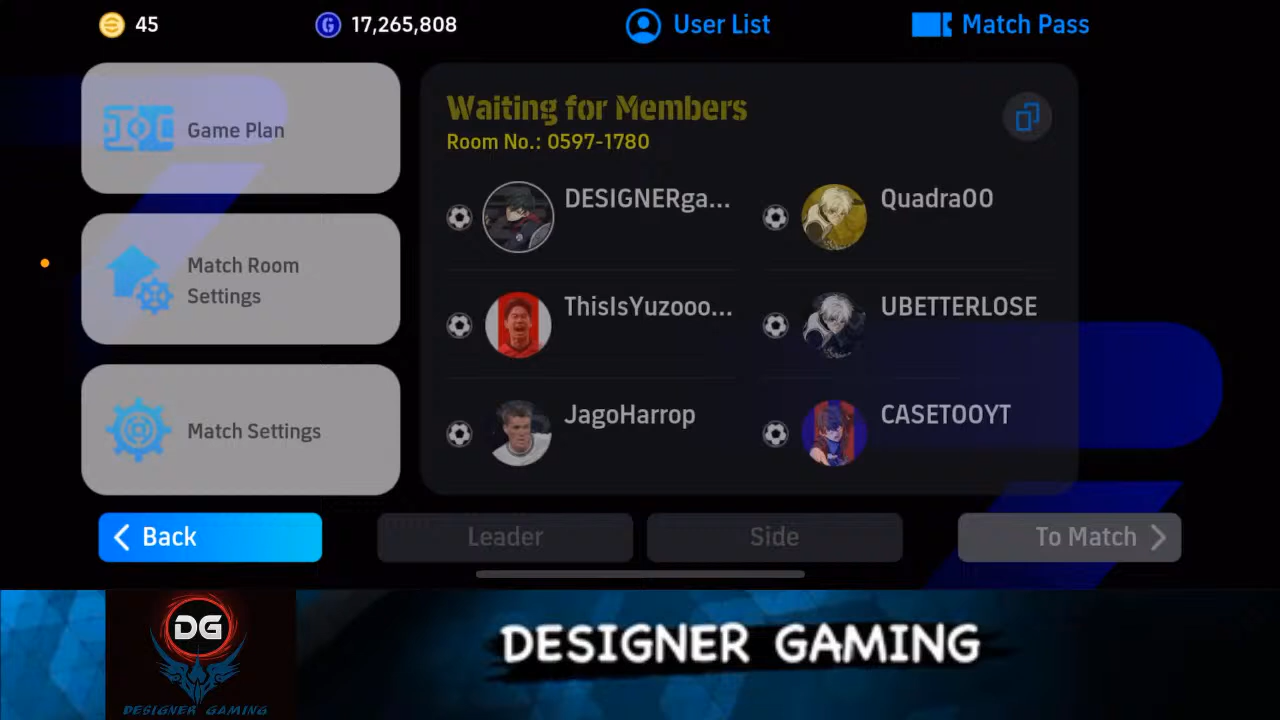 45
17,265,808
User List
Match Pass
Game Plan
Match Room
Settings
Match Settings
Waiting for Members
Room No.: 0597-1780
DESIGNERga...
QuadraOO
ThisIsYuzooo...
UBETTERLOSE
JagoHarrop
CASETOOYT
Back
Leader
Side
To Match
DG
DESIGNER GAMING
DESIGNER GAMING